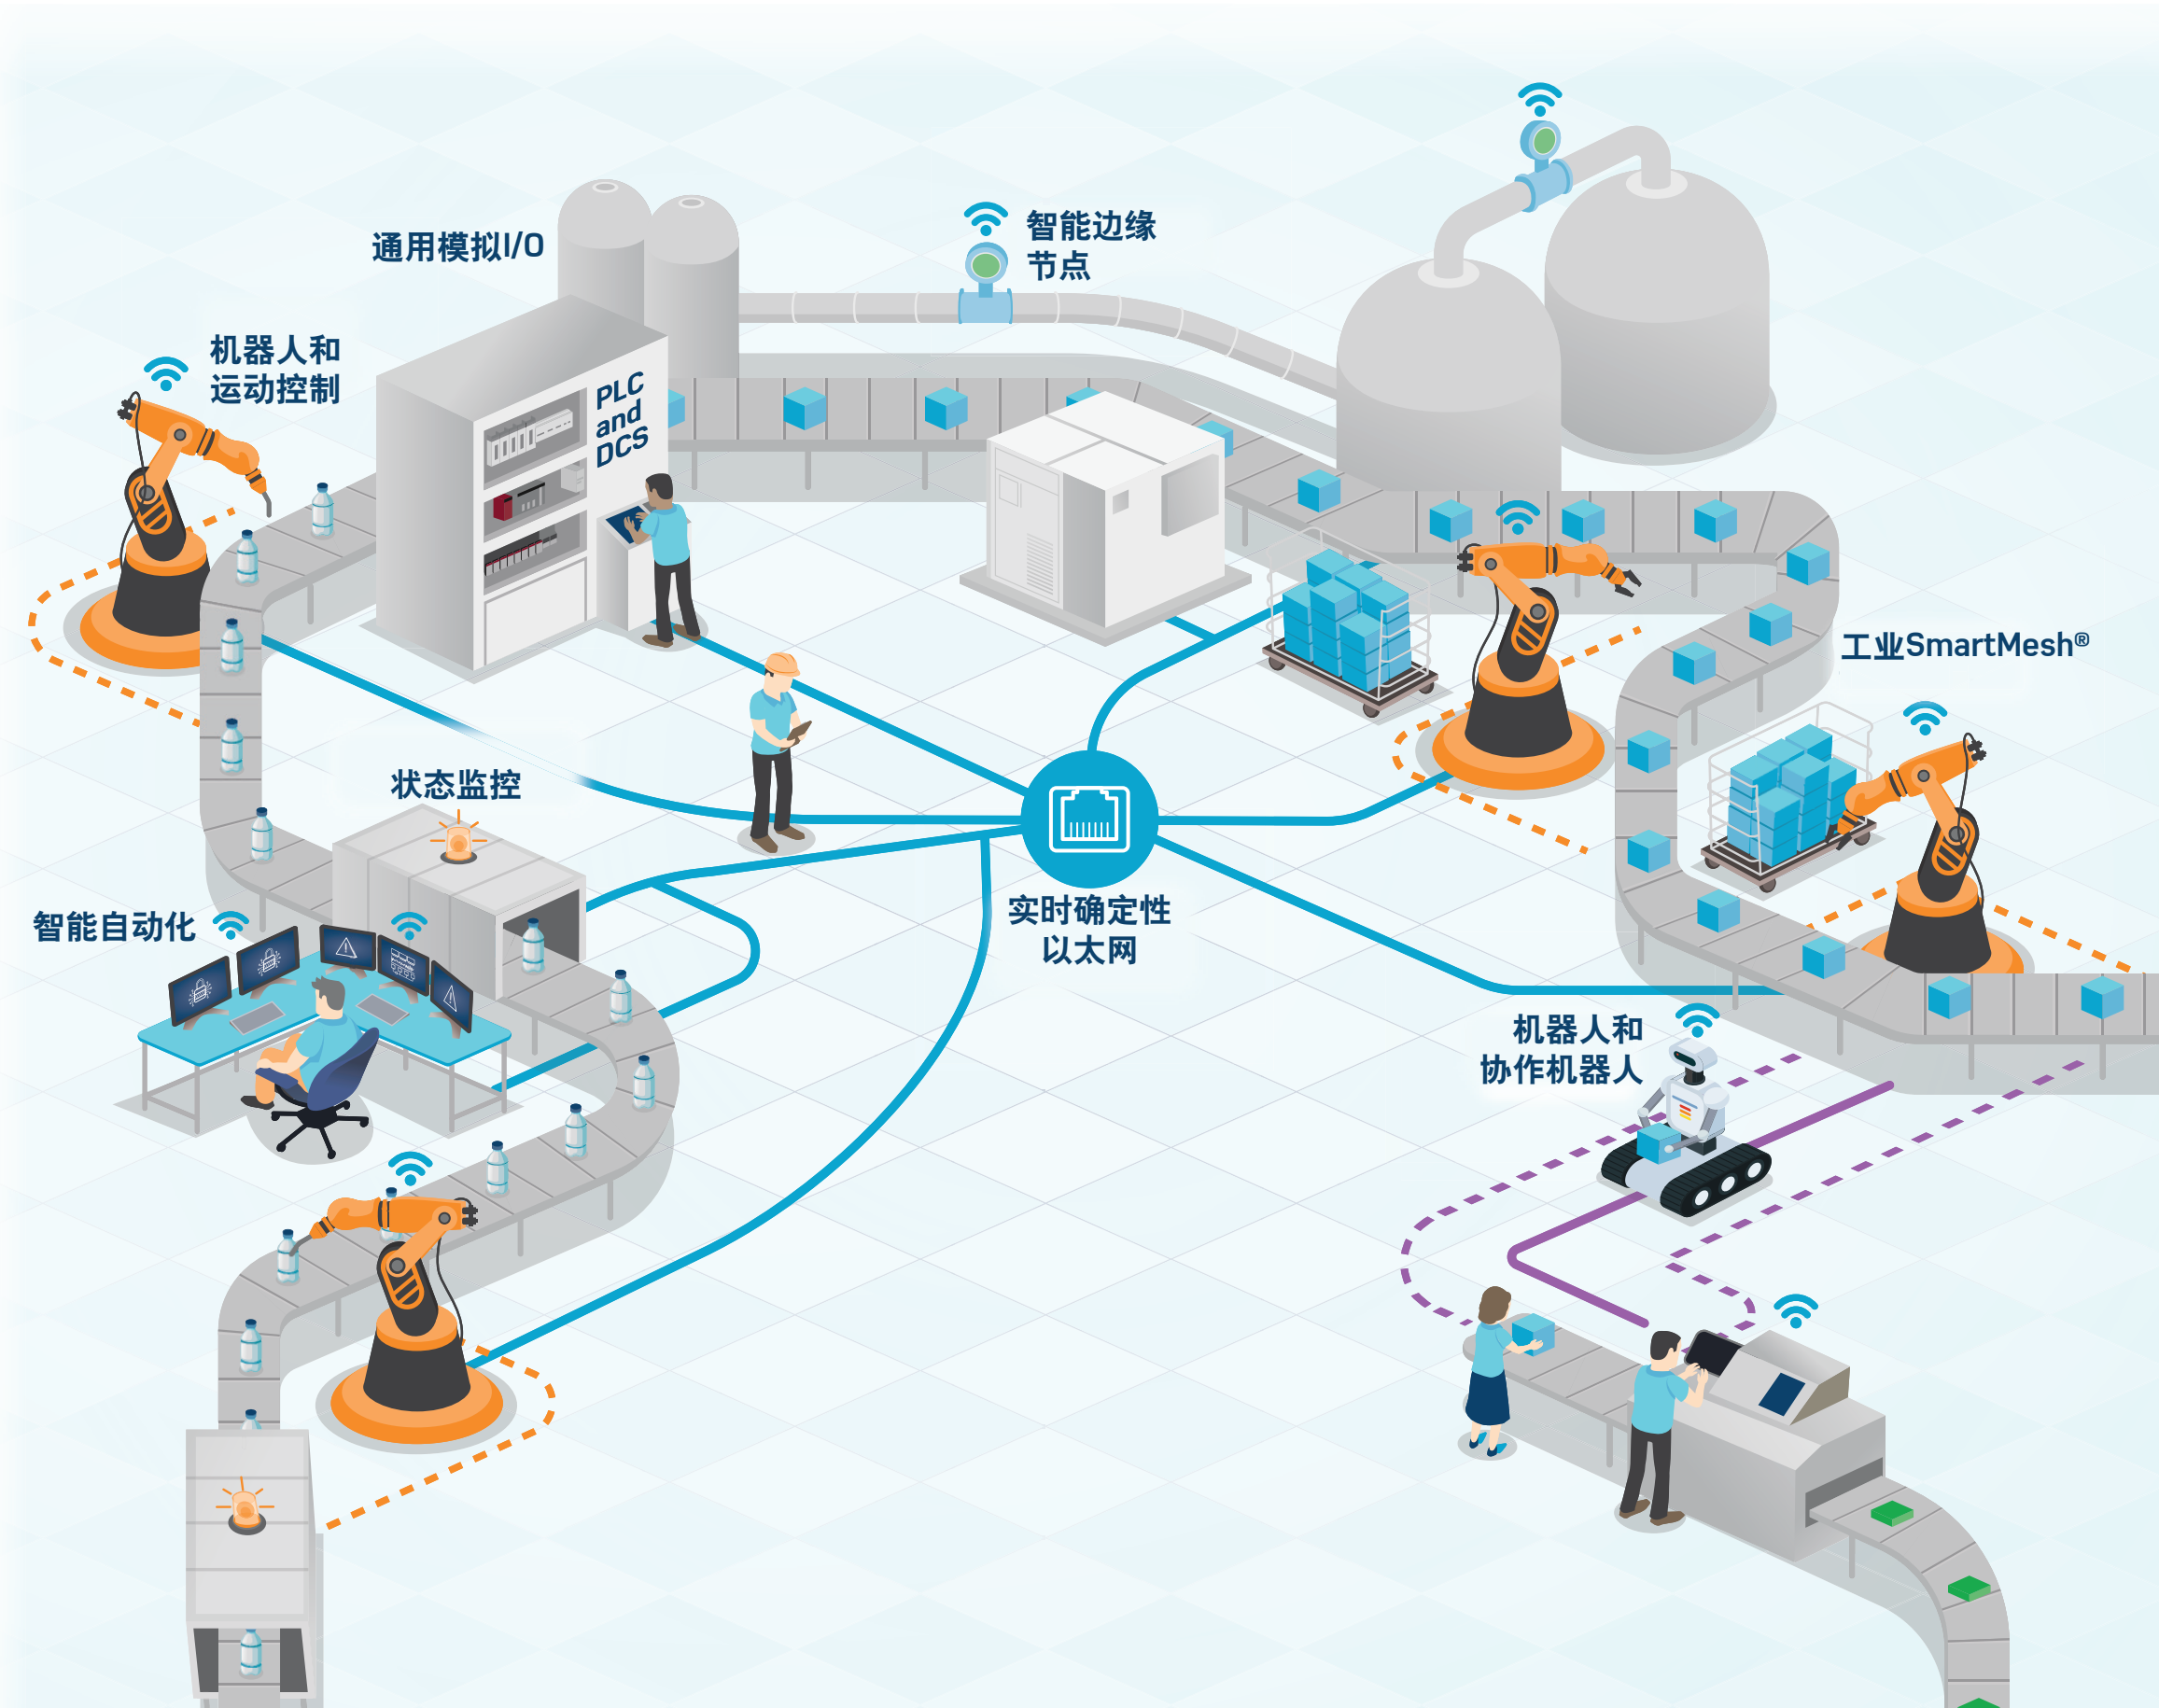 通用模拟I/O
智能边缘
节点
机器人和
运动控制
PLC
and
DCS
工业SmartMesh®
状态监控
智能自动化
实时确定性
以太网
机器人和
协作机器人